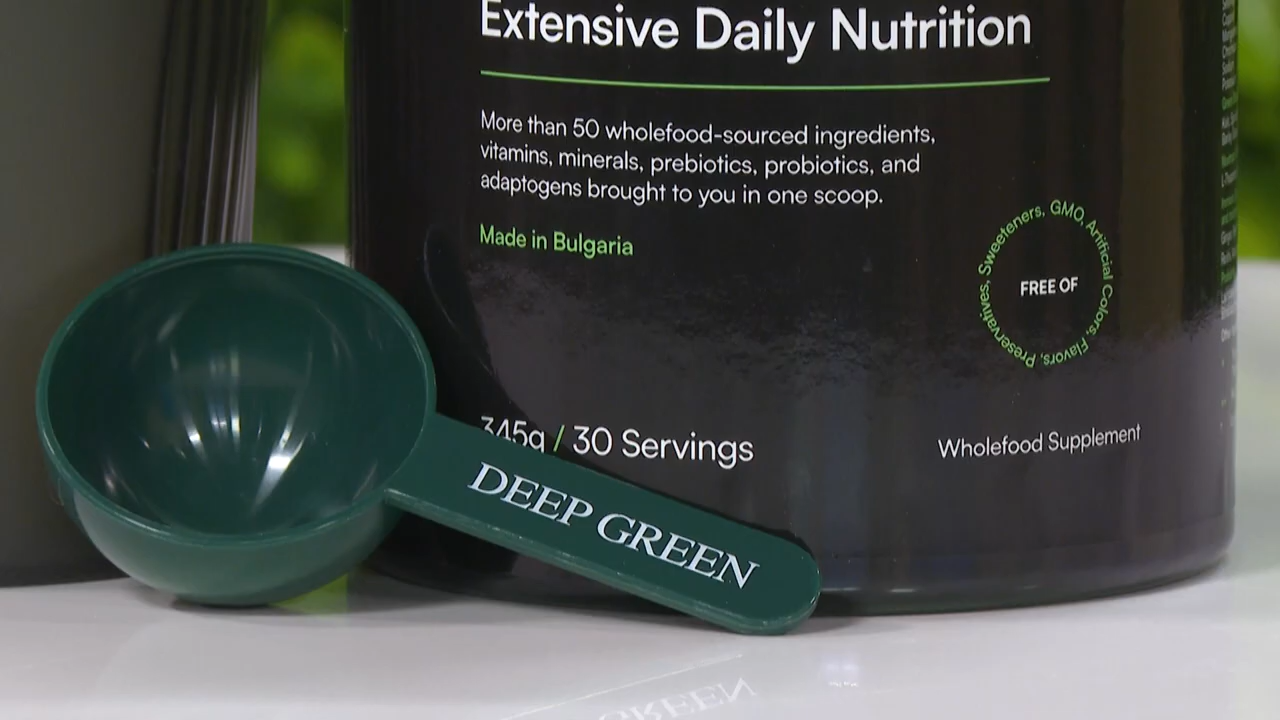 Extensive Daily Nutrition
More than 50 wholefood-sourced ingredients,
vitamins, minerals, prebiotics, probiotics, and
adaptogens brought to you in one scoop.
Made in Bulgaria
Preservatives, Sweeteners, GMO, Artificial Colors, Flavors,
FREE OF
345g / 30 Servings
Wholefood Supplement
DEEP GREEN
GREEN